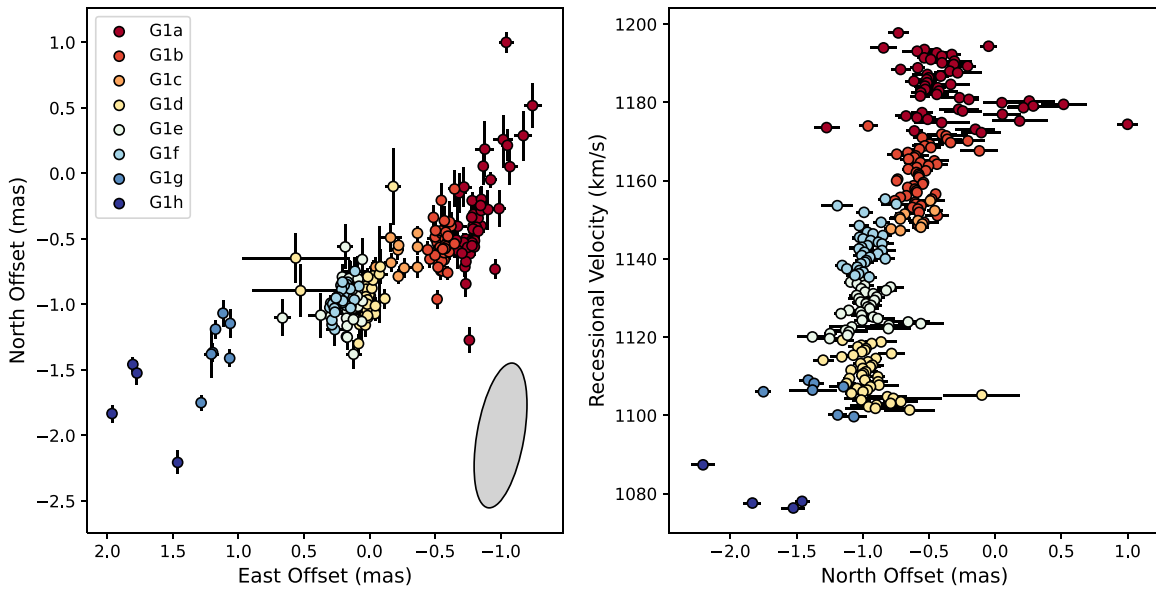 G1a
G1b
G1c
G1d
G1e
G1f
G1g
G1h
1.0
0.5
0.0
−0.5
−1.0
−1.5
−2.0
−2.5
North Offset (mas)
2.0 1.5 1.0 0.5 0.0 −0.5 −1.0
East Offset (mas)
1200
1180
1160
1140
1120
1100
1080
Recessional Velocity (km/s)
−2.0 −1.5 −1.0 −0.5 0.0 0.5 1.0
North Offset (mas)